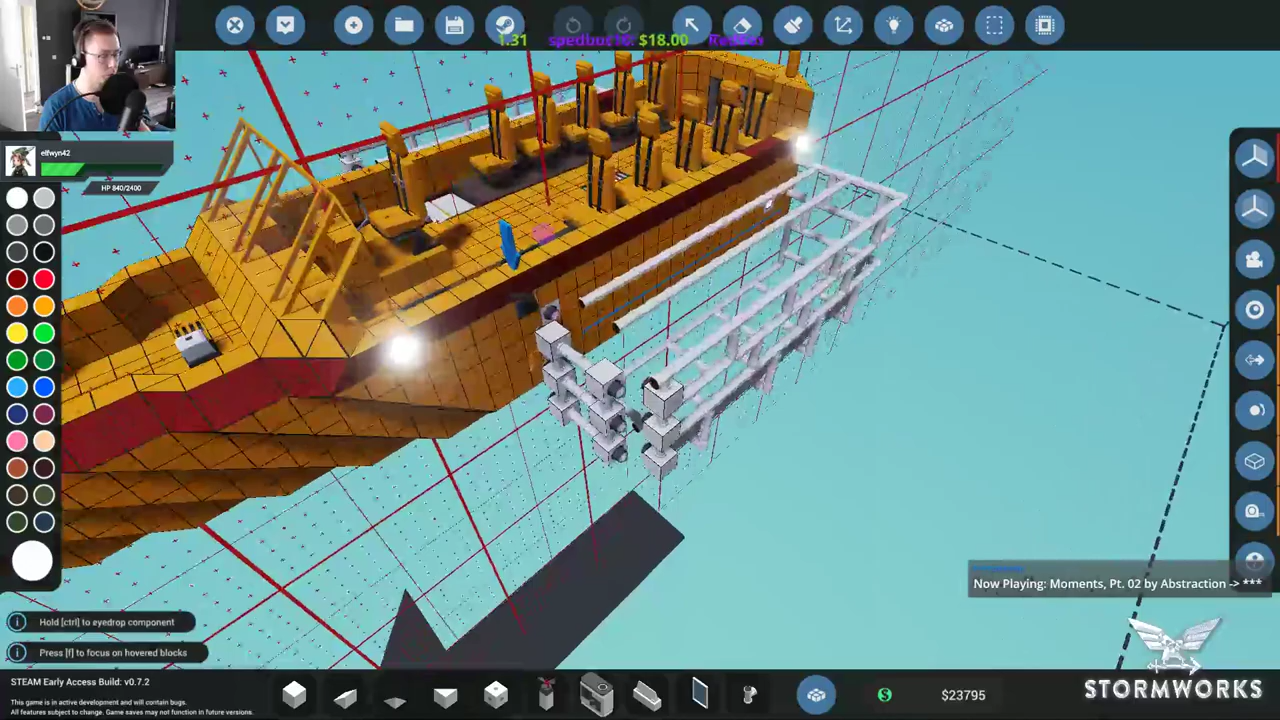 1.31 spedbuc10: $18.00
elfwyn42
HP 840/2400
Now Playing: Moments, Pt. 02 by Abstraction -> ***
Hold [ctrl] to eyedrop component
Press [f] to focus on hovered blocks
STEAM Early Access Build: v0.7.2
This game is in active development and will contain bugs.
All features subject to change. Game saves may not function in future versions.
$ $23795
STORMWORKS